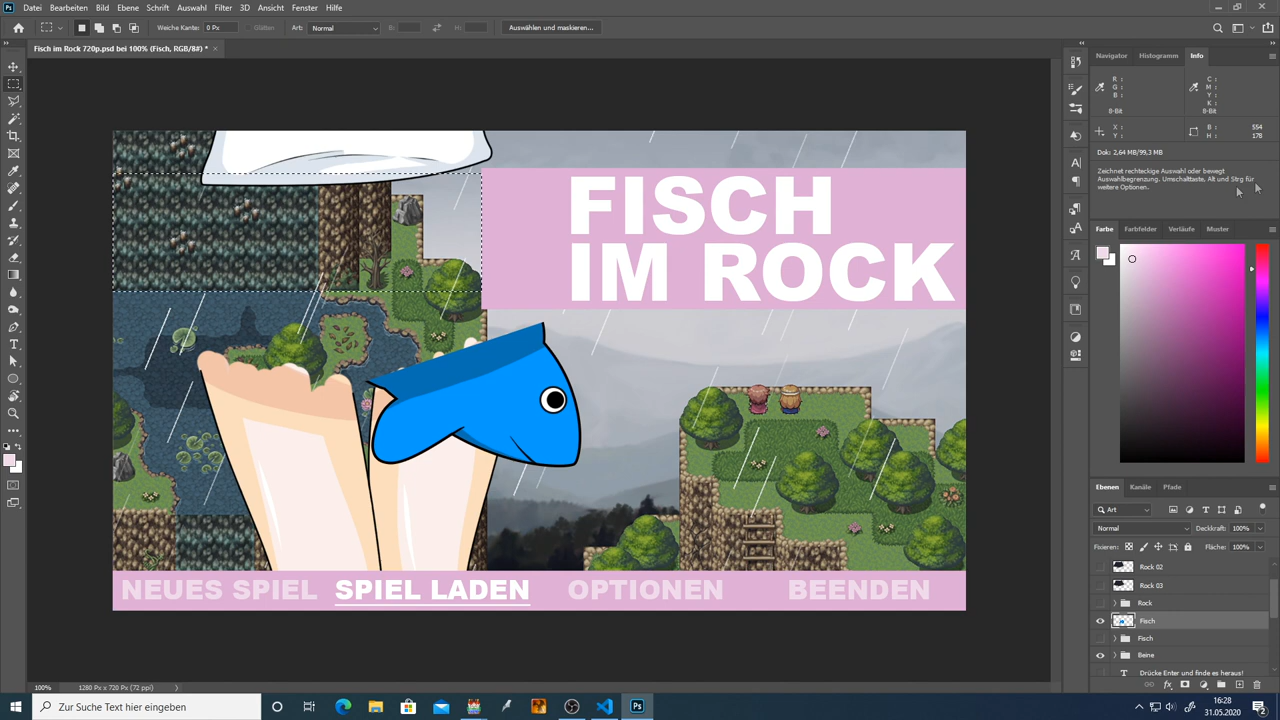 Datei Bearbeiten Bild Ebene Schrift Auswahl Filter 3D Ansicht Fenster Hilfe
Weiche Kante: 0 Px Glätten Art: Normal B: H: Auswählen und maskieren...
Fisch im Rock 720p.psd bei 100% (Fisch, RGB/8#) *
Navigator Histogramm Info
R : C :
G : M :
B : Y :
K :
8-Bit 8-Bit
X : B : 554
Y : H : 178
Dok: 2,64 MB/99,3 MB
Zeichnet rechteckige Auswahl oder bewegt
Auswahlbegrenzung. Umschalttaste, Alt und Strg für
weitere Optionen.
FISCH
IM ROCK
Farbe Farbfelder Verläufe Muster
Ebenen Kanäle Pfade
Art
Normal Deckkraft: 100%
Fixieren: Fläche: 100%
Rock 02
Rock 03
Rock
Fisch
Fisch
Beine
Drücke Enter und finde es heraus!
NEUES SPIEL SPIEL LADEN OPTIONEN BEENDEN
100% 1280 Px x 720 Px (72 ppi)
Zur Suche Text hier eingeben
16:28
31.05.2020
2